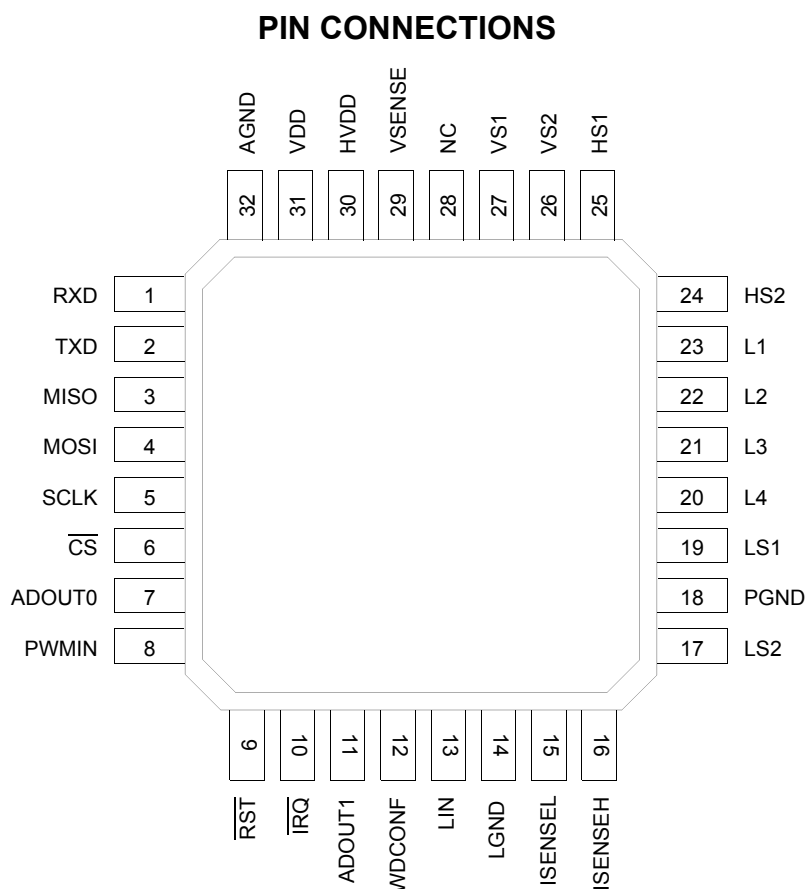 PIN CONNECTIONS
AGND
VDD
HVDD
VSENSE
NC
VS1
VS2
HS1
32
31
30
29
28
27
26
25
RXD 1
TXD 2
MISO 3
MOSI 4
SCLK 5
C̅S̅ 6
ADOUT0 7
PWMIN 8
24 HS2
23 L1
22 L2
21 L3
20 L4
19 LS1
18 PGND
17 LS2
9
10
11
12
13
14
15
16
R̅S̅T̅
I̅R̅Q̅
ADOUT1
WDCONF
LIN
LGND
ISENSEL
ISENSEH